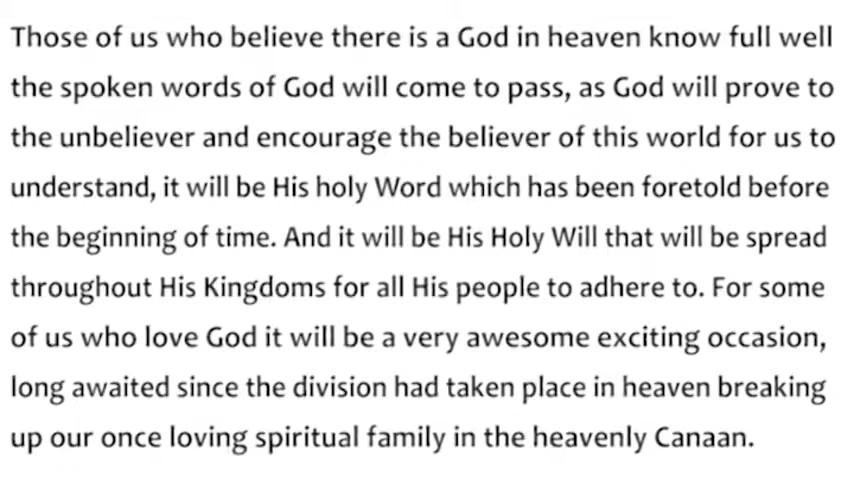 Those of us who believe there is a God in heaven know full well
the spoken words of God will come to pass, as God will prove to
the unbeliever and encourage the believer of this world for us to
understand, it will be His holy Word which has been foretold before
the beginning of time. And it will be His Holy Will that will be spread
throughout His Kingdoms for all His people to adhere to. For some
of us who love God it will be a very awesome exciting occasion,
long awaited since the division had taken place in heaven breaking
up our once loving spiritual family in the heavenly Canaan.